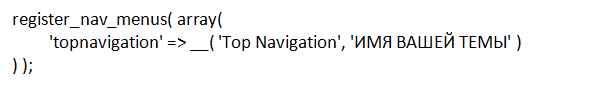 register_nav_menus( array(
'topnavigation' => __( 'Top Navigation', 'ИМЯ ВАШЕЙ ТЕМЫ' )
) );